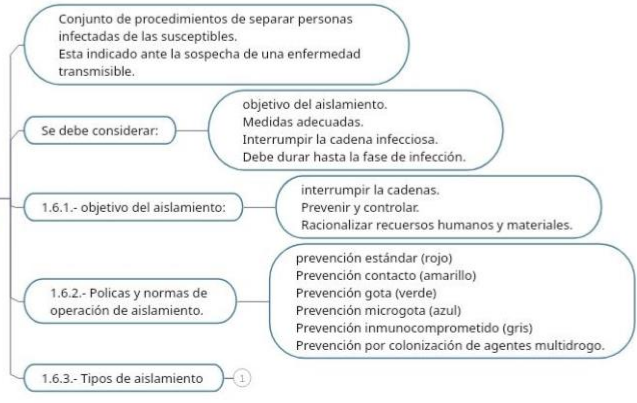 Conjunto de procedimientos de separar personas
infectadas de las susceptibles.
Esta indicado ante la sospecha de una enfermedad
transmisible.
Se debe considerar:
objetivo del aislamiento.
Medidas adecuadas.
Interrumpir la cadena infecciosa.
Debe durar hasta la fase de infección.
1.6.1.- objetivo del aislamiento:
interrumpir la cadenas.
Prevenir y controlar.
Racionalizar recuersos humanos y materiales.
1.6.2.- Policas y normas de
operación de aislamiento.
prevención estándar (rojo)
Prevención contacto (amarillo)
Prevención gota (verde)
Prevención microgota (azul)
Prevención inmunocomprometido (gris)
Prevención por colonización de agentes multidrogo.
1.6.3.- Tipos de aislamiento
1